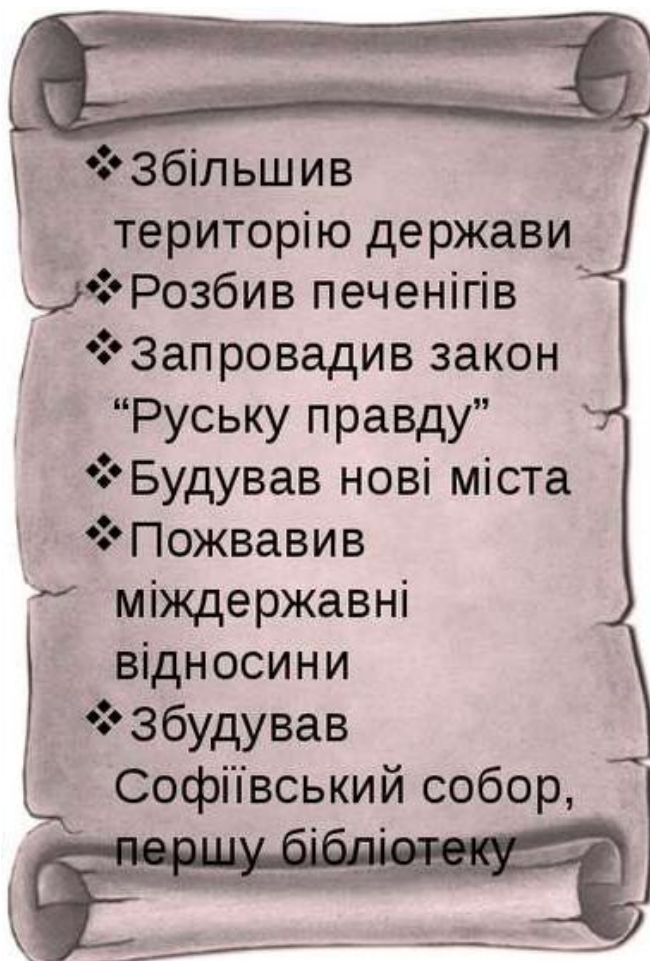 ❖Збільшив
територію держави
❖Розбив печенігів
❖Запровадив закон
“Руську правду”
❖Будував нові міста
❖Пожвавив
міждержавні
відносини
❖Збудував
Софіївський собор,
першу бібліотеку